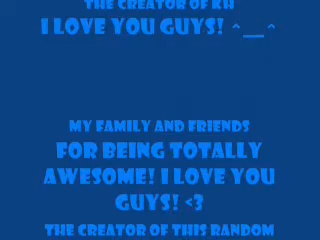 THE CREATOR OF KH
I LOVE YOU GUYS! ^__^
MY FAMILY AND FRIENDS
FOR BEING TOTALLY
AWESOME! I LOVE YOU
GUYS! <3
THE CREATOR OF THIS RANDOM